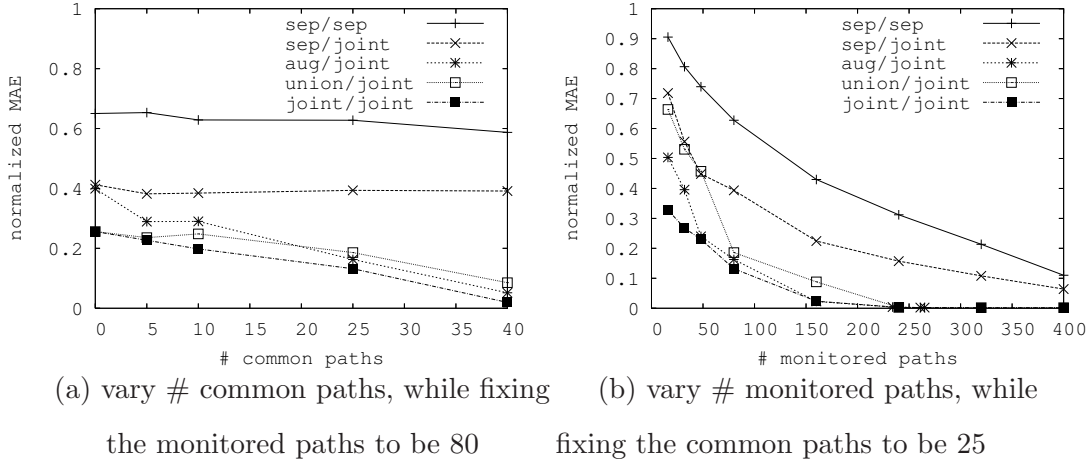 normalized MAE
1
0.8
0.6
0.4
0.2
0
sep/sep
sep/joint
aug/joint
union/joint
joint/joint
0 5 10 15 20 25 30 35 40
# common paths
(a) vary # common paths, while fixing
the monitored paths to be 80
normalized MAE
1
0.9
0.8
0.7
0.6
0.5
0.4
0.3
0.2
0.1
0
sep/sep
sep/joint
aug/joint
union/joint
joint/joint
0 50 100 150 200 250 300 350 400
# monitored paths
(b) vary # monitored paths, while
fixing the common paths to be 25